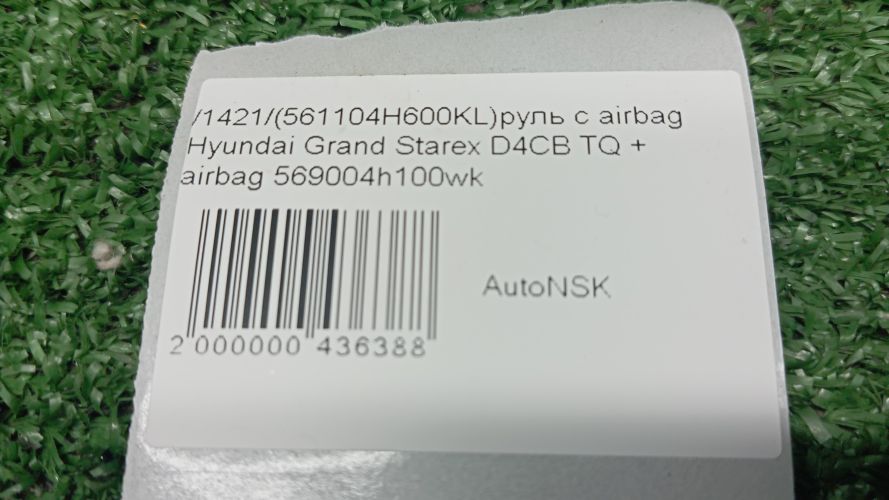 /1421/(561104H600KL)руль с airbag
Hyundai Grand Starex D4CB TQ +
airbag 569004h100wk
AutoNSK
2 000000 436388